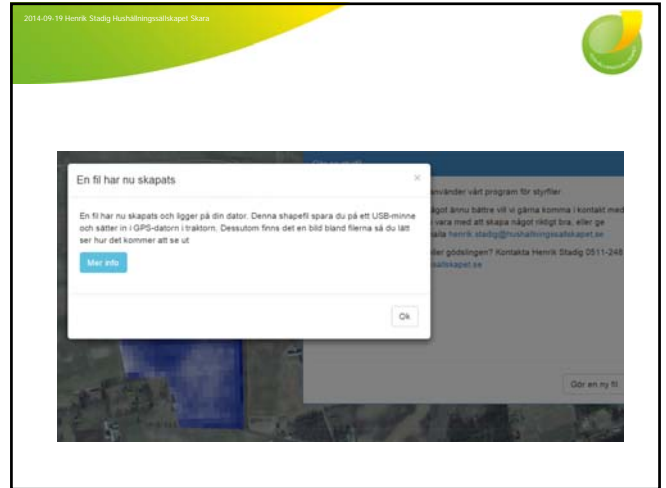 2014-09-19 Henrik Stadig Hushållningssällskapet Skara
En fil har nu skapats
×
En fil har nu skapats och ligger på din dator. Denna shapefil spara du på ett USB-minne
och sätter in i GPS-datorn i traktorn. Dessutom finns det en bild bland filerna så du lätt
ser hur det kommer att se ut
Mer info
Ok
använder vårt program för styrfiler
något ännu bättre vill vi gärna komma i kontakt med
vara med att skapa något riktigt bra, eller ge
henrik.stadig@hushallningssallskapet.se
eller gödslingen? Kontakta Henrik Stadig 0511-248
Gör en ny fil